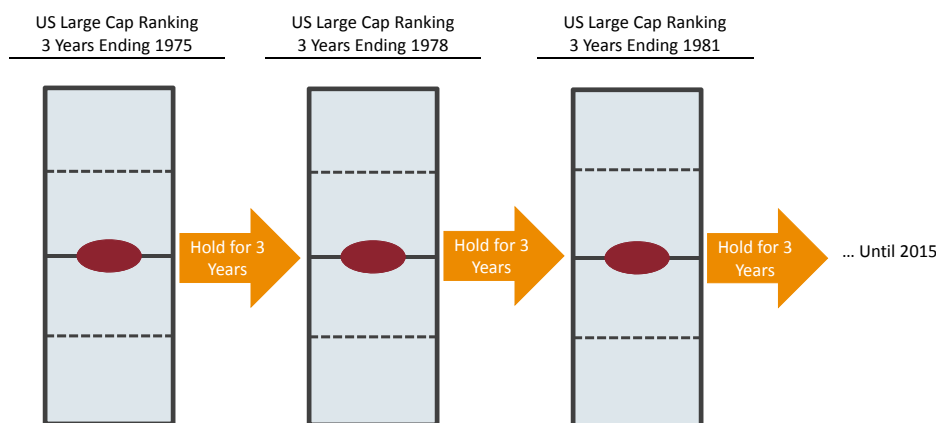 US Large Cap Ranking
3 Years Ending 1975
US Large Cap Ranking
3 Years Ending 1978
US Large Cap Ranking
3 Years Ending 1981
Hold for 3
Years
Hold for 3
Years
Hold for 3
Years
... Until 2015